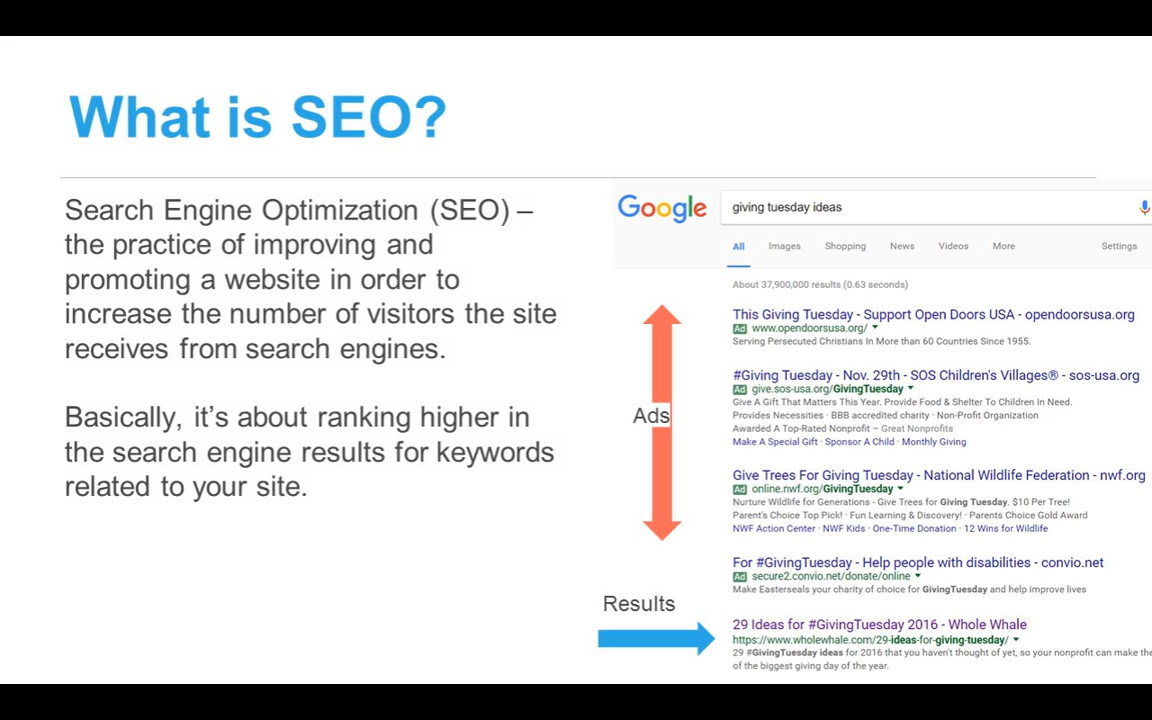 What is SEO?
Search Engine Optimization (SEO) –
the practice of improving and
promoting a website in order to
increase the number of visitors the site
receives from search engines.
Basically, it’s about ranking higher in
the search engine results for keywords
related to your site.
Google
giving tuesday ideas
All Images Shopping News Videos More Settings
About 37,900,000 results (0.63 seconds)
Ads
This Giving Tuesday - Support Open Doors USA - opendoorsusa.org
Ad www.opendoorsusa.org/
Serving Persecuted Christians In More than 60 Countries Since 1955.
#Giving Tuesday - Nov. 29th - SOS Children's Villages® - sos-usa.org
Ad give.sos-usa.org/GivingTuesday
Give A Gift That Matters This Year. Provide Food & Shelter To Children In Need.
Provides Necessities · BBB accredited charity · Non-Profit Organization
Awarded A Top-Rated Nonprofit – Great Nonprofits
Make A Special Gift · Sponsor A Child · Monthly Giving
Give Trees For Giving Tuesday - National Wildlife Federation - nwf.org
Ad online.nwf.org/GivingTuesday
Nurture Wildlife for Generations - Give Trees for Giving Tuesday. $10 Per Tree!
Parent's Choice Top Pick! · Fun Learning & Discovery! · Parents Choice Gold Award
NWF Action Center · NWF Kids · One-Time Donation · 12 Wins for Wildlife
For #GivingTuesday - Help people with disabilities - convio.net
Ad secure2.convio.net/donate/online
Make Easterseals your charity of choice for GivingTuesday and help improve lives
Results
29 Ideas for #GivingTuesday 2016 - Whole Whale
https://www.wholewhale.com/29-ideas-for-giving-tuesday/
29 #GivingTuesday ideas for 2016 that you haven't thought of yet, so your nonprofit can make the
of the biggest giving day of the year.